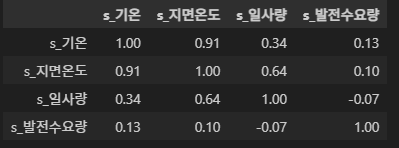 s_기온 s_지면온도 s_일사량 s_발전수요량
s_기온 1.00 0.91 0.34 0.13
s_지면온도 0.91 1.00 0.64 0.10
s_일사량 0.34 0.64 1.00 -0.07
s_발전수요량 0.13 0.10 -0.07 1.00